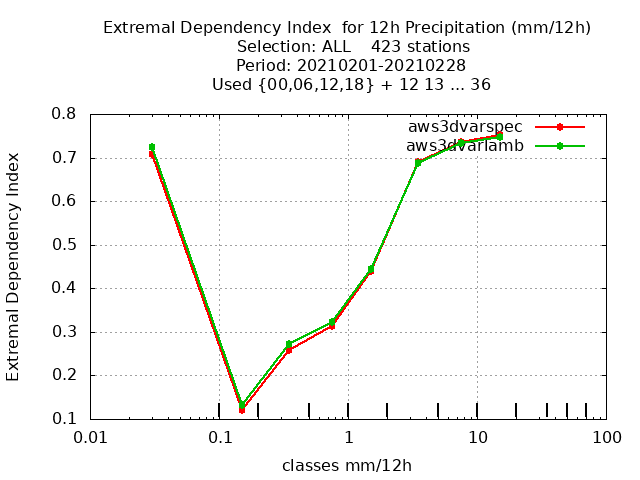 Extremal Dependency Index  for 12h Precipitation (mm/12h)
Selection: ALL    423 stations
Period: 20210201-20210228
Used {00,06,12,18} + 12 13 ... 36
aws3dvarspec
aws3dvarlamb
Extremal Dependency Index
0.8
0.7
0.6
0.5
0.4
0.3
0.2
0.1
0.01
0.1
1
10
100
classes mm/12h